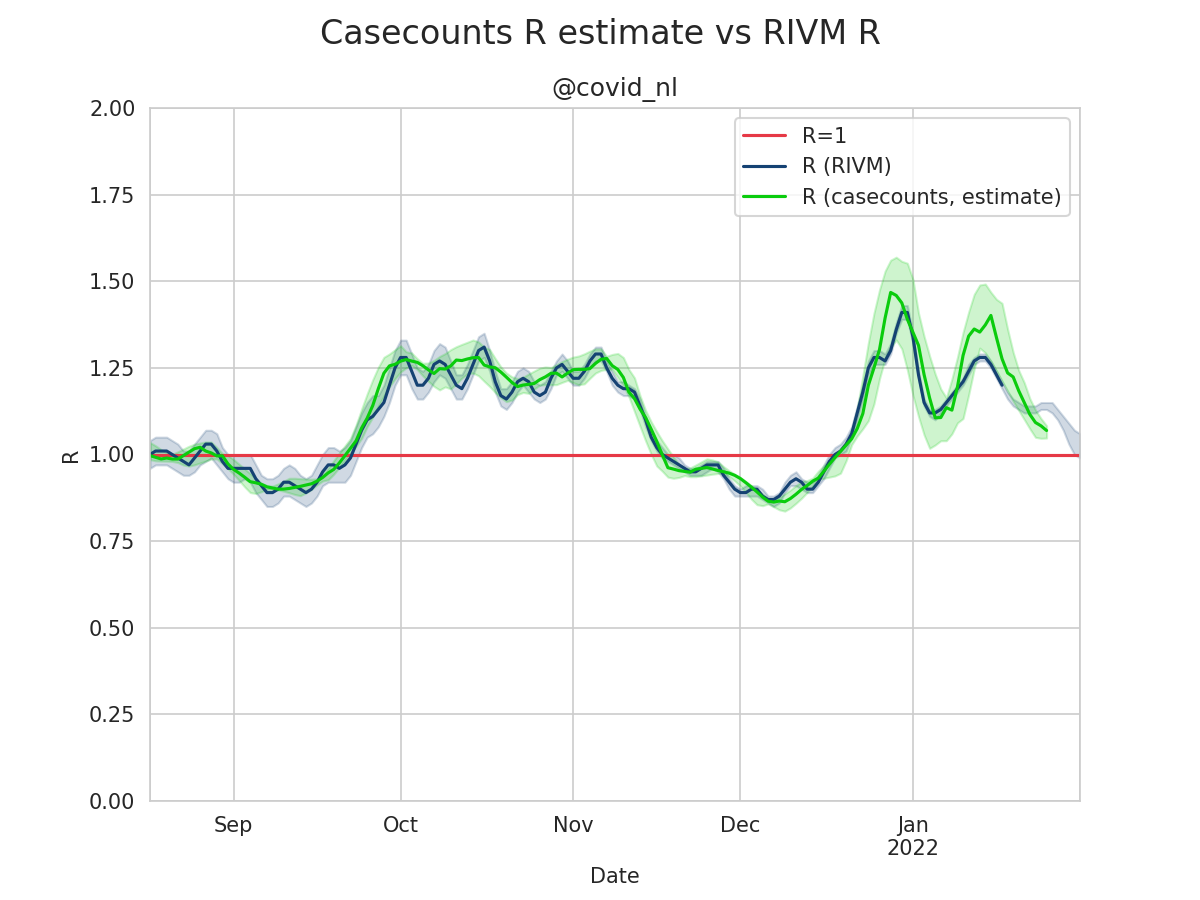 Casecounts R estimate vs RIVM R
@covid_nl
R=1
R (RIVM)
R (casecounts, estimate)
2.00
1.75
1.50
1.25
1.00
0.75
0.50
0.25
0.00
R
Sep
Oct
Nov
Dec
Jan
2022
Date